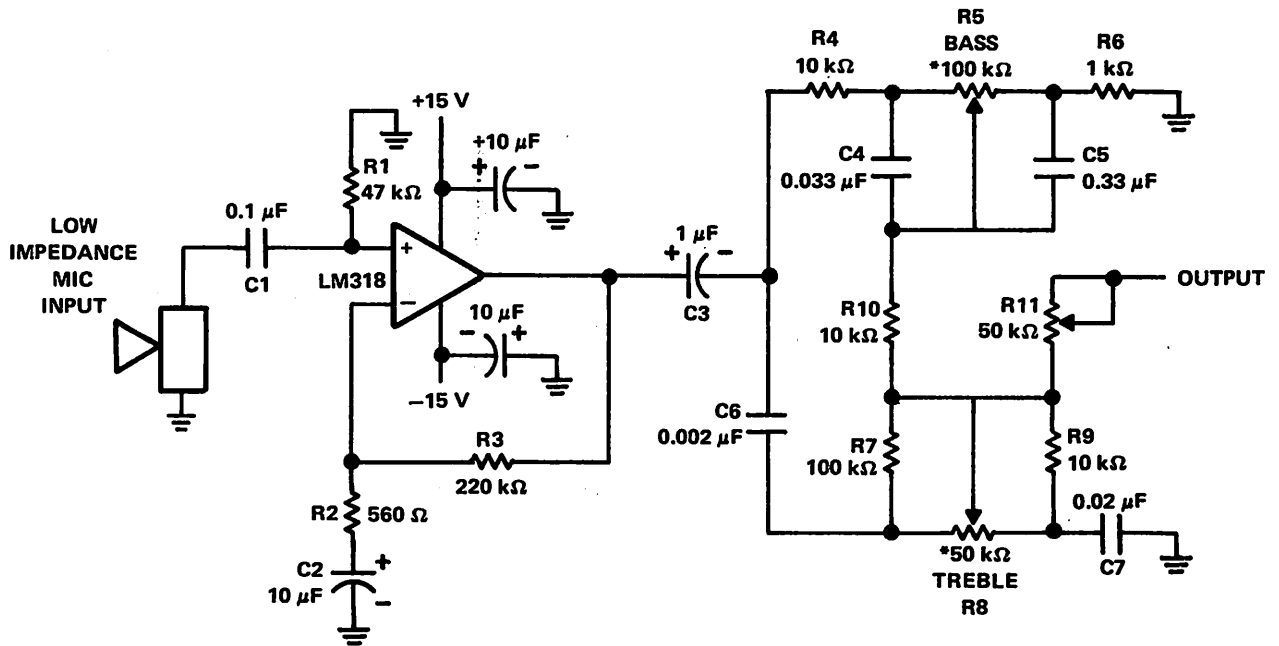 R5
BASS
*100 kΩ
R4
10 kΩ
R6
1 kΩ
+15 V
+10 μF
+
-
R1
47 kΩ
C4
0.033 μF
C5
0.33 μF
0.1 μF
C1
LOW
IMPEDANCE
MIC
INPUT
+
LM318
−
1 μF
+
-
C3
OUTPUT
10 μF
-
+
−15 V
R10
10 kΩ
R11
50 kΩ
C6
0.002 μF
R3
220 kΩ
R7
100 kΩ
R9
10 kΩ
R2
560 Ω
0.02 μF
C7
C2
10 μF
+
-
*50 kΩ
TREBLE
R8